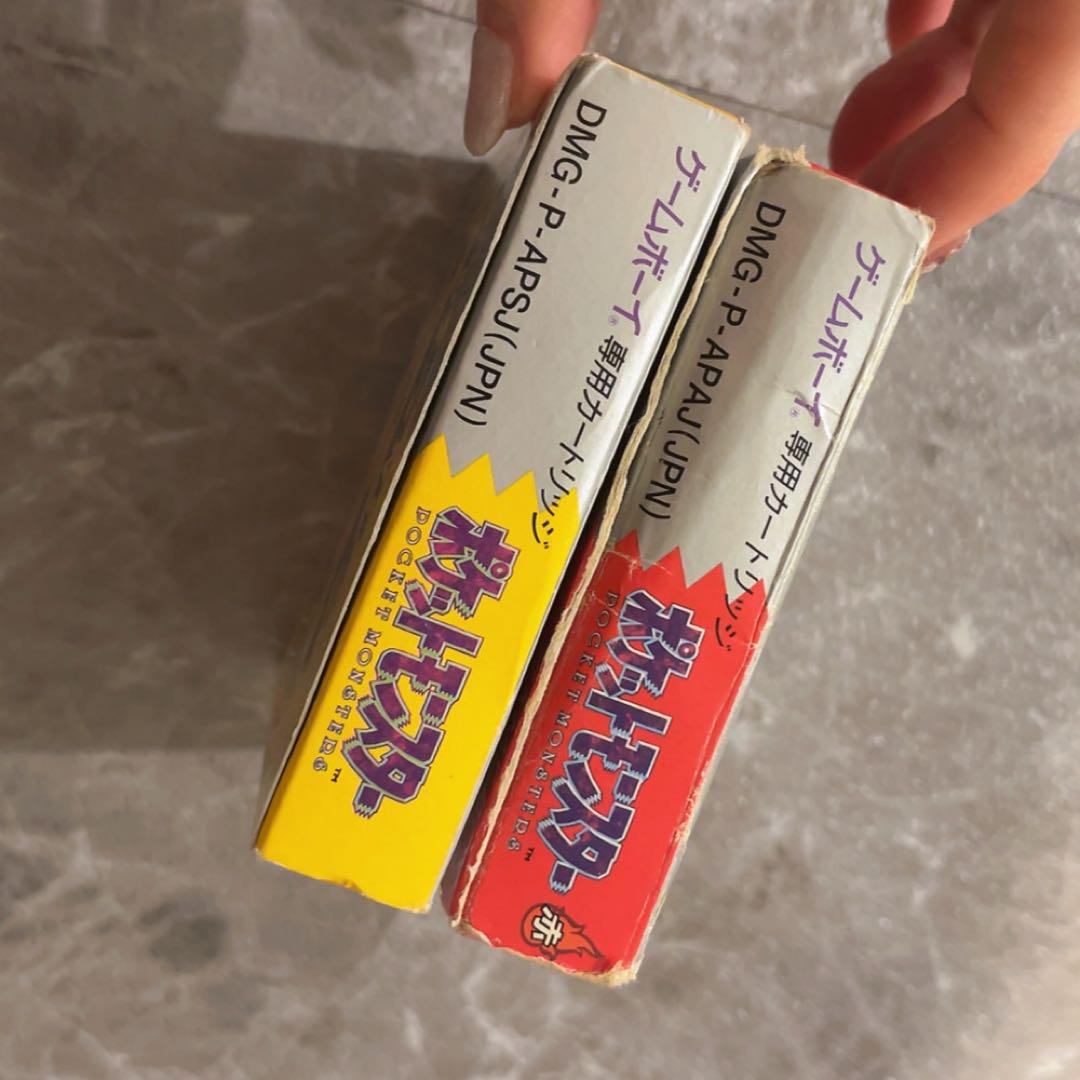 DMG-P-APSJ(JPN)
ゲームボーイ® 専用カートリッジ
ポケットモンスター
POCKET MONSTERS™
DMG-P-APAJ(JPN)
ゲームボーイ® 専用カートリッジ
ポケットモンスター
POCKET MONSTERS™
赤